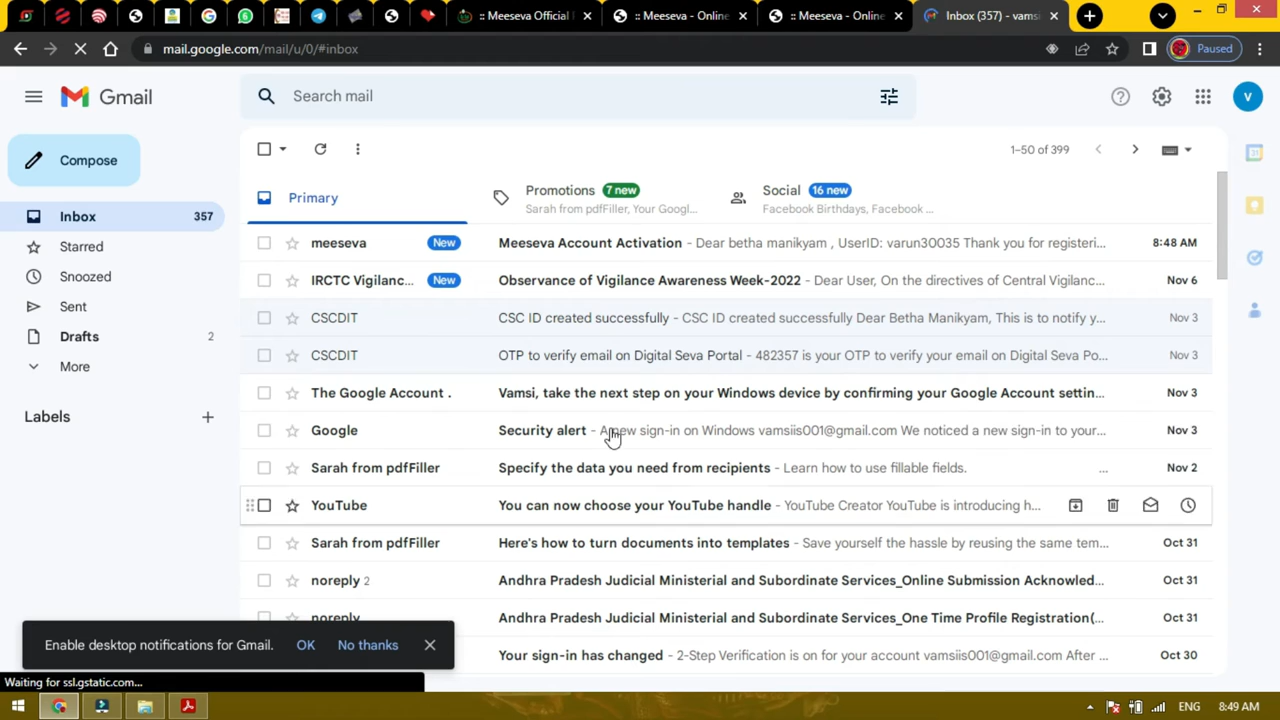 :: Meeseva Official
:: Meeseva - Online
:: Meeseva - Online
Inbox (357) - vamsi
mail.google.com/mail/u/0/#inbox
Paused
Gmail
Search mail
V
Compose
1–50 of 399
Primary
Promotions 7 new
Sarah from pdfFiller, Your Googl...
Social 16 new
Facebook Birthdays, Facebook ...
Inbox 357
Starred
Snoozed
Sent
Drafts 2
More
Labels
meeseva New Meeseva Account Activation - Dear betha manikyam , UserID: varun30035 Thank you for registeri... 8:48 AM
IRCTC Vigilanc... New Observance of Vigilance Awareness Week-2022 - Dear User, On the directives of Central Vigilanc... Nov 6
CSCDIT CSC ID created successfully - CSC ID created successfully Dear Betha Manikyam, This is to notify y... Nov 3
CSCDIT OTP to verify email on Digital Seva Portal - 482357 is your OTP to verify your email on Digital Seva Po... Nov 3
The Google Account . Vamsi, take the next step on your Windows device by confirming your Google Account settin... Nov 3
Google Security alert - A new sign-in on Windows vamsiis001@gmail.com We noticed a new sign-in to your... Nov 3
Sarah from pdfFiller Specify the data you need from recipients - Learn how to use fillable fields. ... Nov 2
YouTube You can now choose your YouTube handle - YouTube Creator YouTube is introducing h...
Sarah from pdfFiller Here's how to turn documents into templates - Save yourself the hassle by reusing the same tem... Oct 31
noreply 2 Andhra Pradesh Judicial Ministerial and Subordinate Services_Online Submission Acknowled... Oct 31
noreply Andhra Pradesh Judicial Ministerial and Subordinate Services_One Time Profile Registration(... Oct 31
Your sign-in has changed - 2-Step Verification is on for your account vamsiis001@gmail.com After ... Oct 30
Enable desktop notifications for Gmail. OK No thanks
Waiting for ssl.gstatic.com...
ENG 8:49 AM